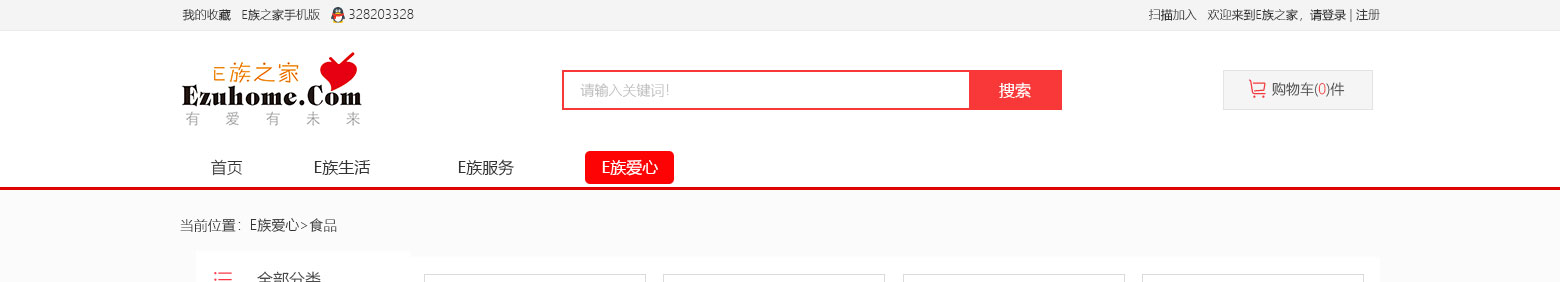 我的收藏 E族之家手机版 328203328 扫描加入 欢迎来到E族之家，请登录 | 注册
E族之家
Ezuhome.Com
有爱有未来
请输入关键词! 搜索 购物车(0)件
首页 E族生活 E族服务 E族爱心
当前位置：E族爱心>食品
全部分类